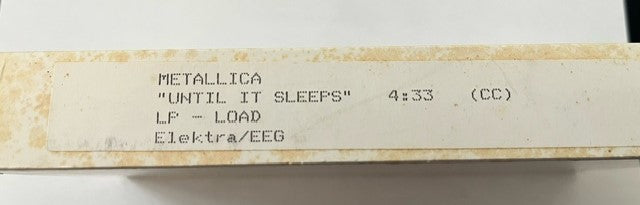 METALLICA
"UNTIL IT SLEEPS" 4:33 (CC)
LP - LOAD
Elektra/EEG